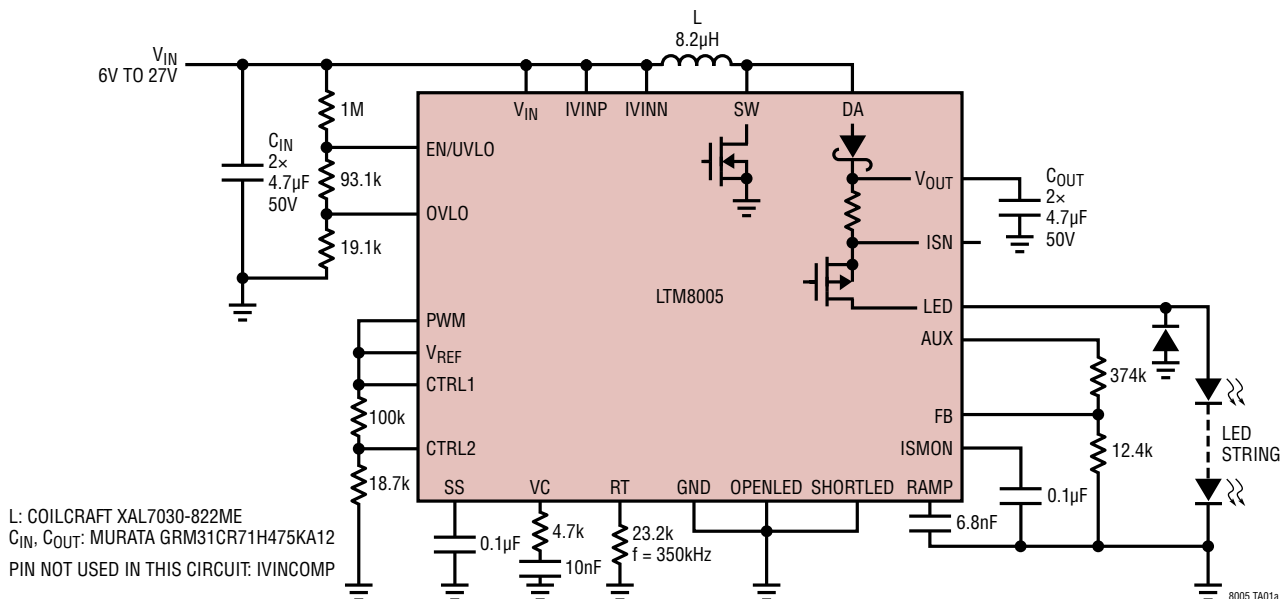 L
8.2µH
VIN
6V TO 27V
1M
CIN
2×
4.7µF
50V
93.1k
19.1k
VIN
IVINP
IVINN
SW
DA
EN/UVLO
OVLO
VOUT
COUT
2×
4.7µF
50V
ISN
LTM8005
LED
PWM
VREF
CTRL1
100k
CTRL2
18.7k
AUX
374k
FB
ISMON
12.4k
LED
STRING
SS
VC
RT
GND
OPENLED
SHORTLED
RAMP
0.1µF
4.7k
10nF
23.2k
f = 350kHz
6.8nF
0.1µF
L: COILCRAFT XAL7030-822ME
CIN, COUT: MURATA GRM31CR71H475KA12
PIN NOT USED IN THIS CIRCUIT: IVINCOMP
8005 TA01a